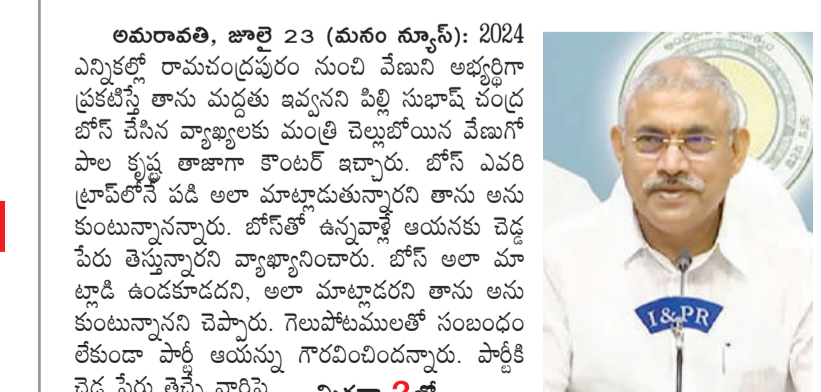 అమరావతి, జూలై 23 (మనం న్యూస్): 2024
ఎన్నికల్లో రామచంద్రపురం నుంచి వేణుని అభ్యర్థిగా
ప్రకటిస్తే తాను మద్దతు ఇవ్వనని పిల్లి సుభాష్ చంద్ర
బోస్ చేసిన వ్యాఖ్యలకు మంత్రి చెల్లుబోయిన వేణుగో
పాల కృష్ణ తాజాగా కౌంటర్ ఇచ్చారు. బోస్ ఎవరి
ట్రాప్‌లోనే పడి అలా మాట్లాడుతున్నారని తాను అను
కుంటున్నానన్నారు. బోస్‌తో ఉన్నవాళ్లే ఆయనకు చెడ్డ
పేరు తెస్తున్నారని వ్యాఖ్యానించారు. బోస్ అలా మా
ట్లాడి ఉండకూడదని, అలా మాట్లాడరని తాను అను
కుంటున్నానని చెప్పారు. గెలుపోటములతో సంబంధం
లేకుండా పార్టీ ఆయన్ను గౌరవించిందన్నారు. పార్టీకి
చెడ్డ పేరు తెచ్చే వారిపై
2లో
I&PR